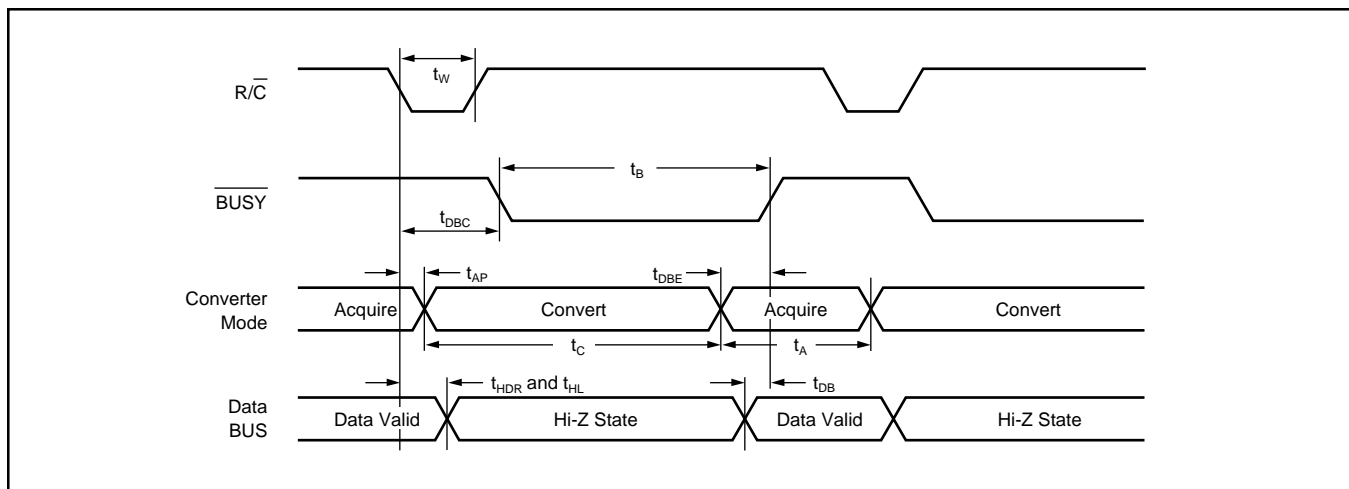 t_W
R/C̅
t_B
B̅U̅S̅Y̅
t_DBC
t_AP
t_DBE
Converter
Mode
Acquire
Convert
Acquire
Convert
t_C
t_A
t_HDR and t_HL
t_DB
Data
BUS
Data Valid
Hi-Z State
Data Valid
Hi-Z State